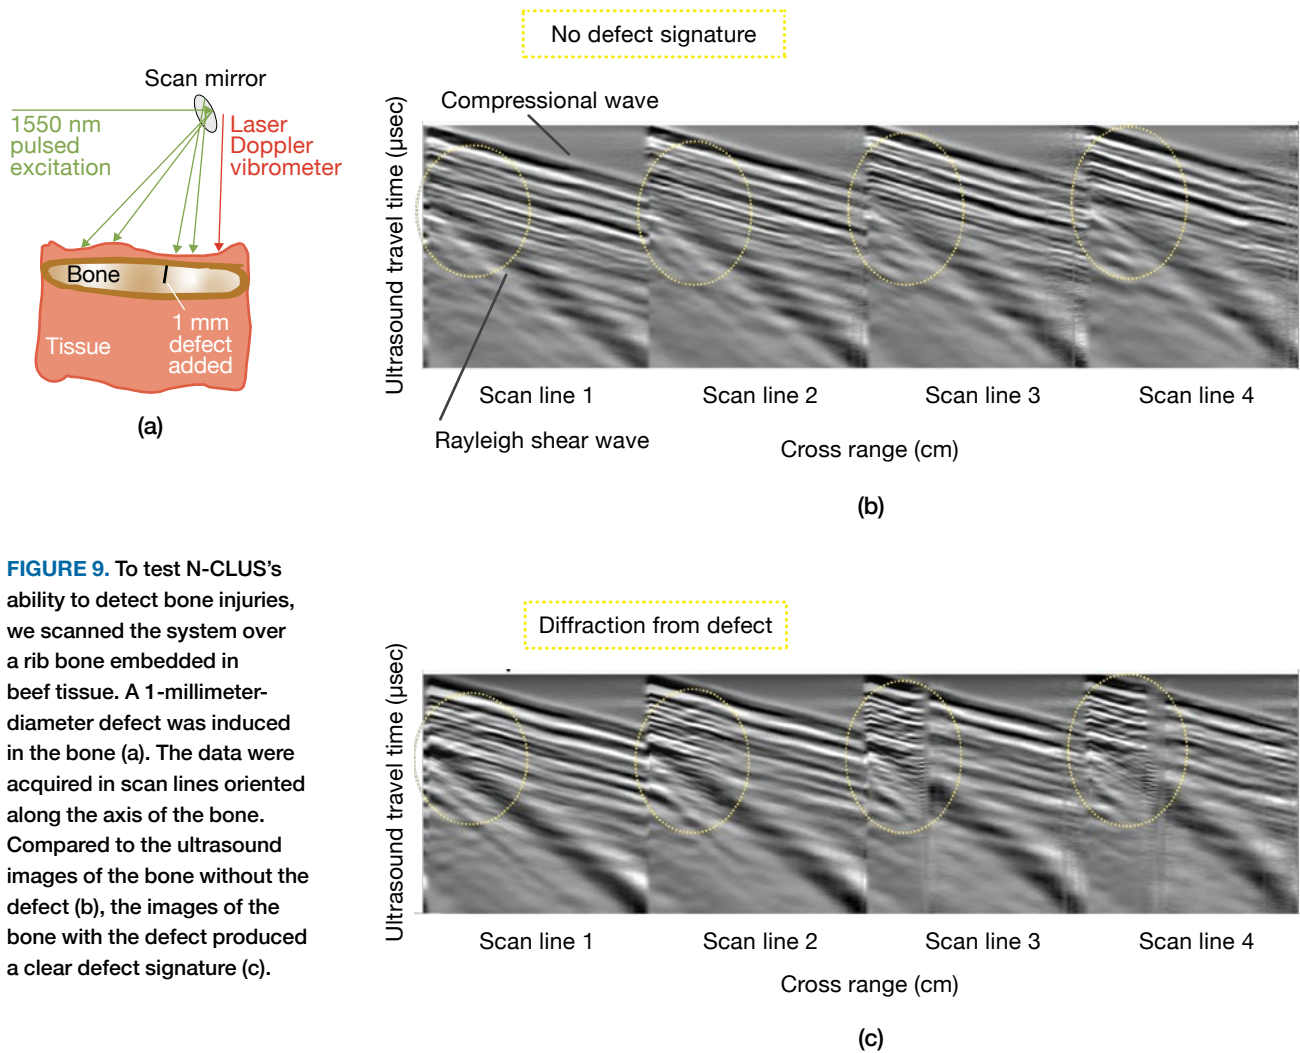 Scan mirror
1550 nm
pulsed
excitation
Laser
Doppler
vibrometer
Bone
1 mm
defect
added
Tissue
(a)
No defect signature
Compressional wave
Ultrasound travel time (μsec)
Scan line 1
Scan line 2
Scan line 3
Scan line 4
Rayleigh shear wave
Cross range (cm)
(b)
FIGURE 9. To test N-CLUS’s
ability to detect bone injuries,
we scanned the system over
a rib bone embedded in
beef tissue. A 1-millimeter-
diameter defect was induced
in the bone (a). The data were
acquired in scan lines oriented
along the axis of the bone.
Compared to the ultrasound
images of the bone without the
defect (b), the images of the
bone with the defect produced
a clear defect signature (c).
Diffraction from defect
Ultrasound travel time (μsec)
Scan line 1
Scan line 2
Scan line 3
Scan line 4
Cross range (cm)
(c)